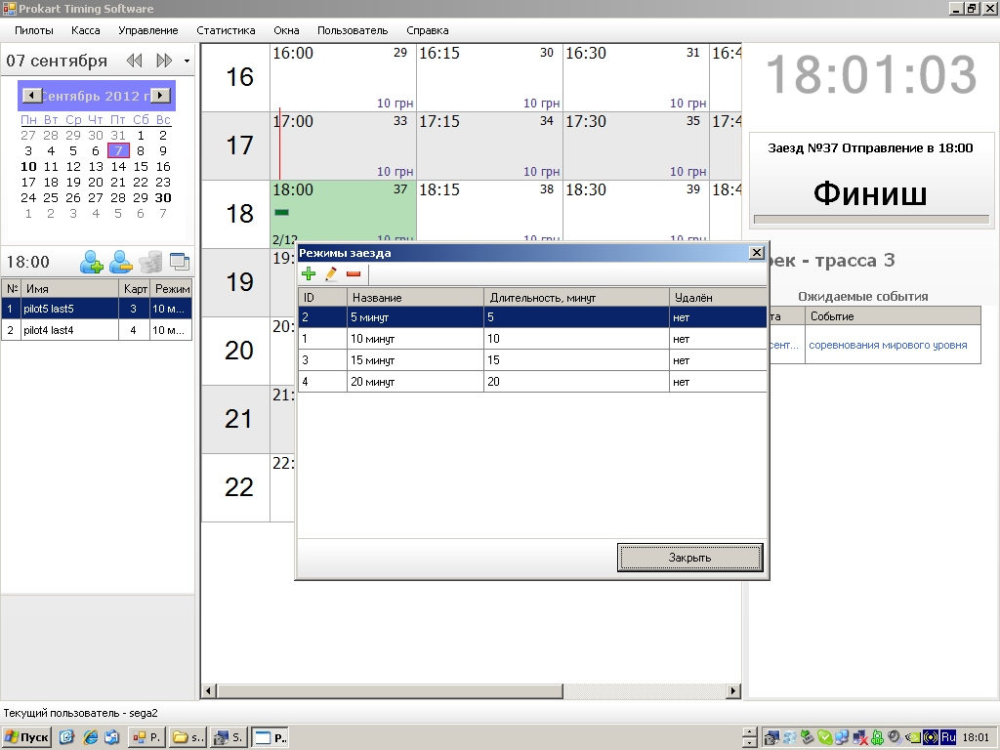 Prokart Timing Software
Пилоты Касса Управление Статистика Окна Пользователь Справка
07 сентября
ентябрь 2012 г
Пн Вт Ср Чт Пт Сб Вс
27 28 29 30 31 1 2
3 4 5 6 7 8 9
10 11 12 13 14 15 16
17 18 19 20 21 22 23
24 25 26 27 28 29 30
1 2 3 4 5 6 7
18:00
№ Имя Карт Режим
1 pilot5 last5 3 10 м...
2 pilot4 last4 4 10 м...
16 16:00 29 16:15 30 16:30 31 16:4
10 грн 10 грн 10 грн
17 17:00 33 17:15 34 17:30 35 17:4
10 грн 10 грн 10 грн
18 18:00 37 18:15 38 18:30 39 18:4
2/12 10 грн 10 грн 10 грн
19 19:
20 20:
21 21:
22 22:
Режимы заезда
ID Название Длительность, минут Удалён
2 5 минут 5 нет
1 10 минут 10 нет
3 15 минут 15 нет
4 20 минут 20 нет
Закрыть
18:01:03
Заезд №37 Отправление в 18:00
Финиш
рек - трасса 3
Ожидаемые события
та Событие
сент... соревнования мирового уровня
Текущий пользователь - sega2
Пуск P. s.. S. P.. Ru 18:01